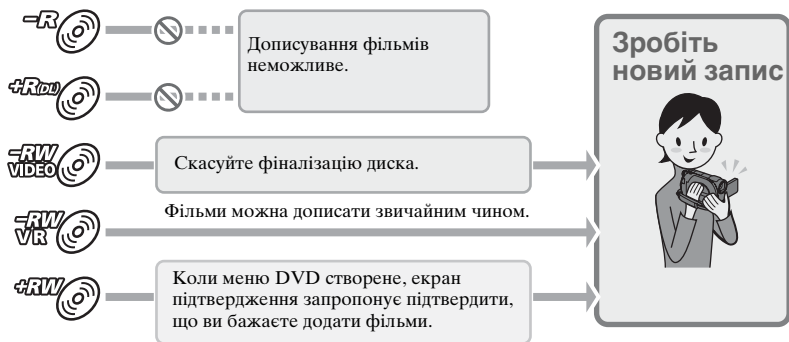 -R
Дописування фільмів
неможливе.
+R(DL)
Зробіть
новий запис
-RW
VIDEO
Скасуйте фіналізацію диска.
Фільми можна дописати звичайним чином.
-RW
VR
+RW
Коли меню DVD створене, екран
підтвердження запропонує підтвердити,
що ви бажаєте додати фільми.